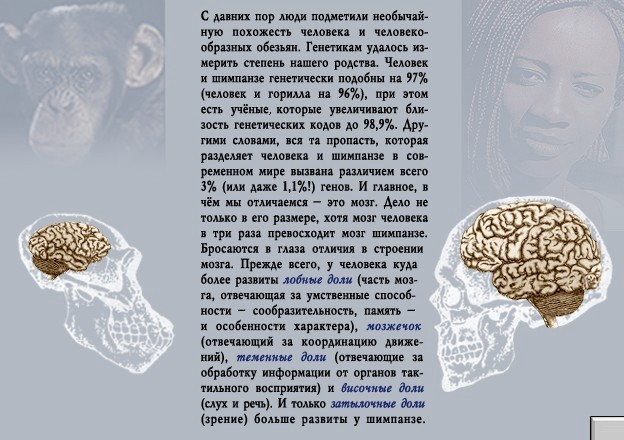 С давних пор люди подметили необычай-
ную похожесть человека и человеко-
образных обезьян. Генетикам удалось из-
мерить степень нашего родства. Человек
и шимпанзе генетически подобны на 97%
(человек и горилла на 96%), при этом
есть учёные, которые увеличивают бли-
зость генетических кодов до 98,9%. Дру-
гими словами, вся та пропасть, которая
разделяет человека и шимпанзе в сов-
ременном мире вызвана различием всего
3% (или даже 1,1%!) генов. И главное, в
чём мы отличаемся – это мозг. Дело не
только в его размере, хотя мозг человека
в три раза превосходит мозг шимпанзе.
Бросаются в глаза отличия в строении
мозга. Прежде всего, у человека куда
более развиты лобные доли (часть моз-
га, отвечающая за умственные способ-
ности – сообразительность, память –
и особенности характера), мозжечок
(отвечающий за координацию движе-
ний), теменные доли (отвечающие за
обработку информации от органов так-
тильного восприятия) и височные доли
(слух и речь). И только затылочные доли
(зрение) больше развиты у шимпанзе.